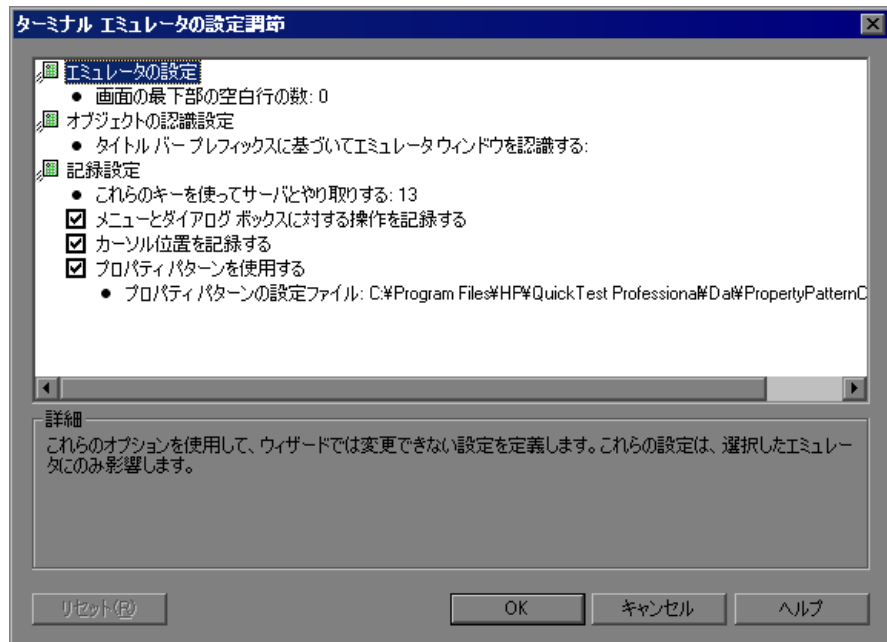 ターミナル エミュレータの設定調節
エミュレータの設定
画面の最下部の空白行の数: 0
オブジェクトの認識設定
タイトル バー プレフィックスに基づいてエミュレータ ウィンドウを認識する:
記録設定
これらのキーを使ってサーバとやり取りする: 13
メニューとダイアログ ボックスに対する操作を記録する
カーソル位置を記録する
プロパティ パターンを使用する
プロパティ パターンの設定ファイル: C:¥Program Files¥HP¥QuickTest Professional¥Dat¥PropertyPatternC
詳細
これらのオプションを使用して、ウィザードでは変更できない設定を定義します。これらの設定は、選択したエミュレー
タにのみ影響します。
リセット(R)
OK
キャンセル
ヘルプ